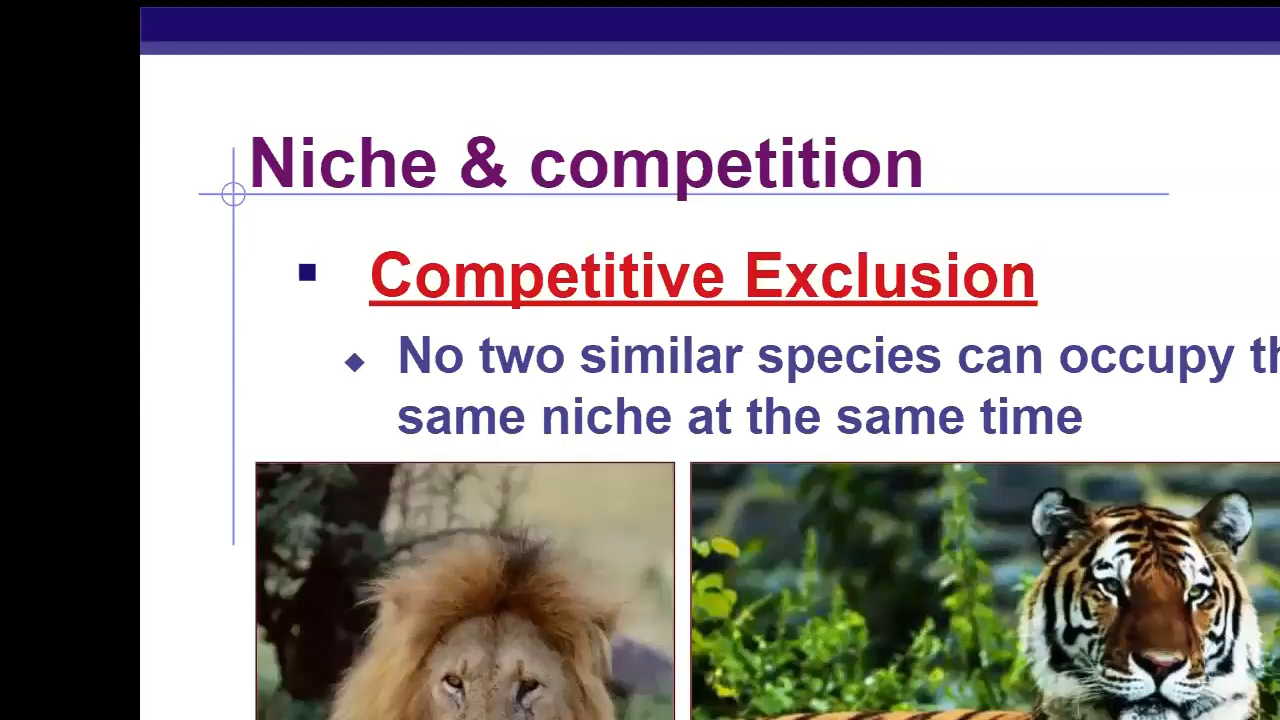 Niche & competition
Competitive Exclusion
No two similar species can occupy
same niche at the same time